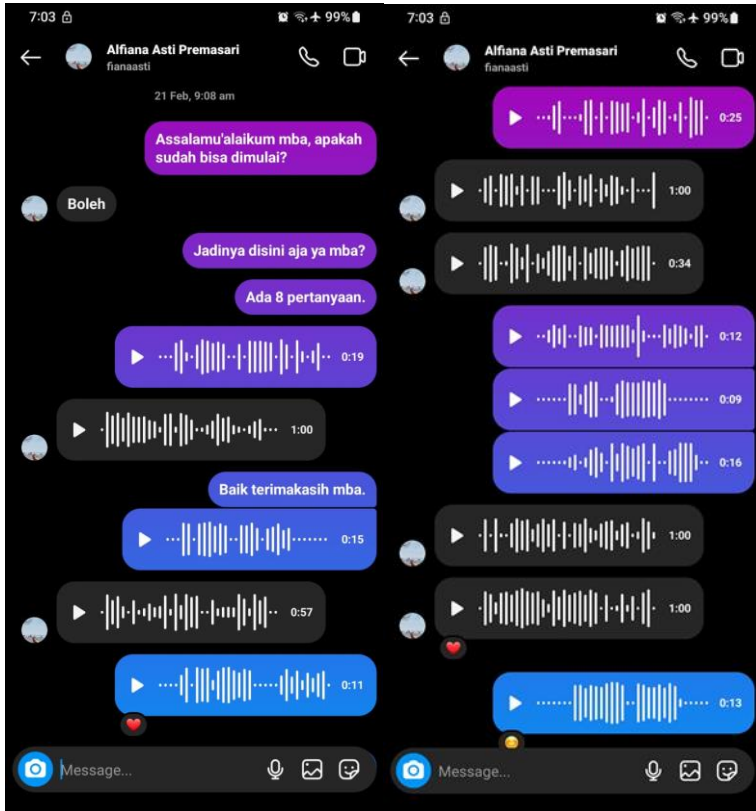 7:03 99%
Alfiana Asti Premasari
fianaasti
21 Feb, 9:08 am
Assalamu'alaikum mba, apakah
sudah bisa dimulai?
Boleh
Jadinya disini aja ya mba?
Ada 8 pertanyaan.
0:19
1:00
Baik terimakasih mba.
0:15
0:57
0:11
Message...
7:03 99%
Alfiana Asti Premasari
fianaasti
0:25
1:00
0:34
0:12
0:09
0:16
1:00
1:00
0:13
Message...